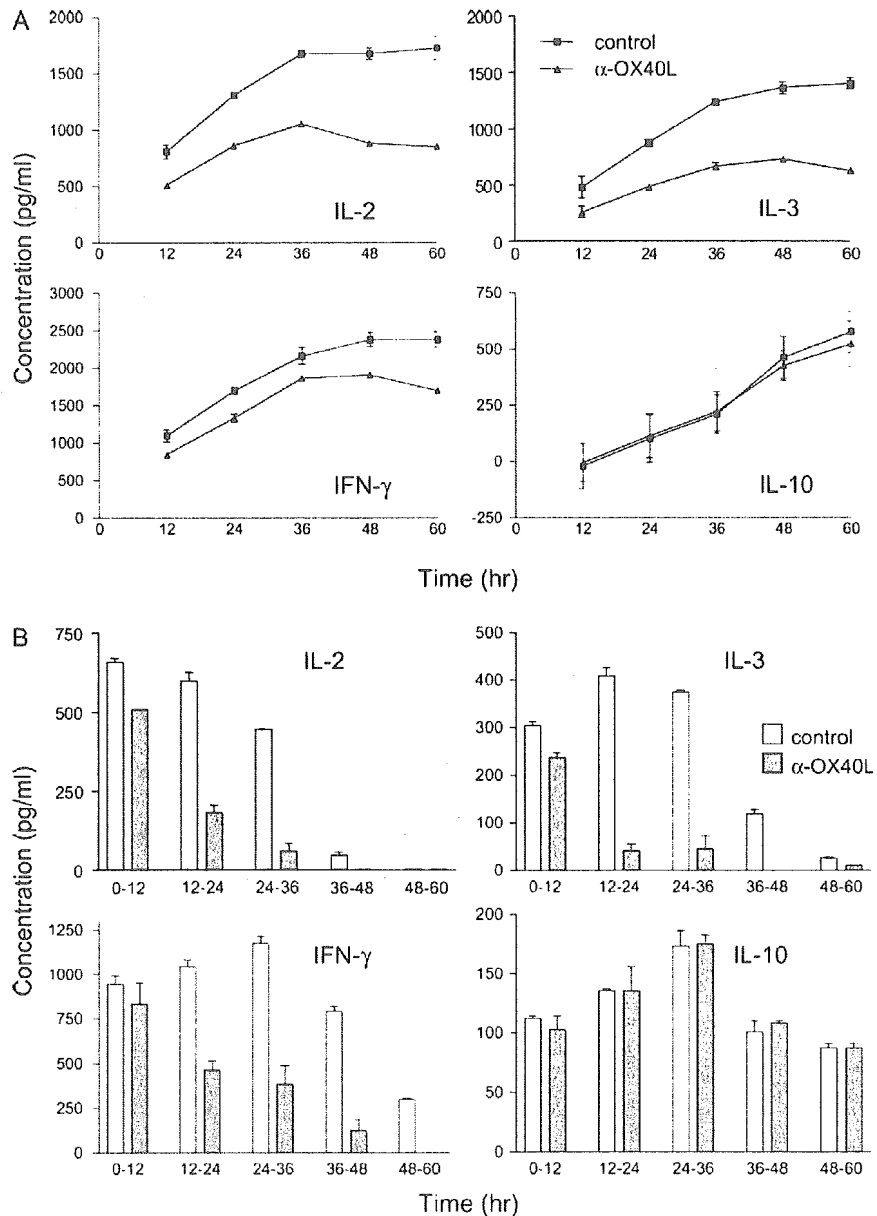 A
2000
1500
1000
500
0
0 12 24 36 48 60
IL-2
2000
1500
1000
500
0
0 12 24 36 48 60
control
α-OX40L
IL-3
3000
2500
2000
1500
1000
500
0
0 12 24 36 48 60
IFN-γ
750
500
250
0
-250
0 12 24 36 48 60
IL-10
Concentration (pg/ml)
Time (hr)
B
750
500
250
0
0-12 12-24 24-36 36-48 48-60
IL-2
500
400
300
200
100
0
0-12 12-24 24-36 36-48 48-60
IL-3
control
α-OX40L
1250
1000
750
500
250
0
0-12 12-24 24-36 36-48 48-60
IFN-γ
200
150
100
50
0
0-12 12-24 24-36 36-48 48-60
IL-10
Concentration (pg/ml)
Time (hr)